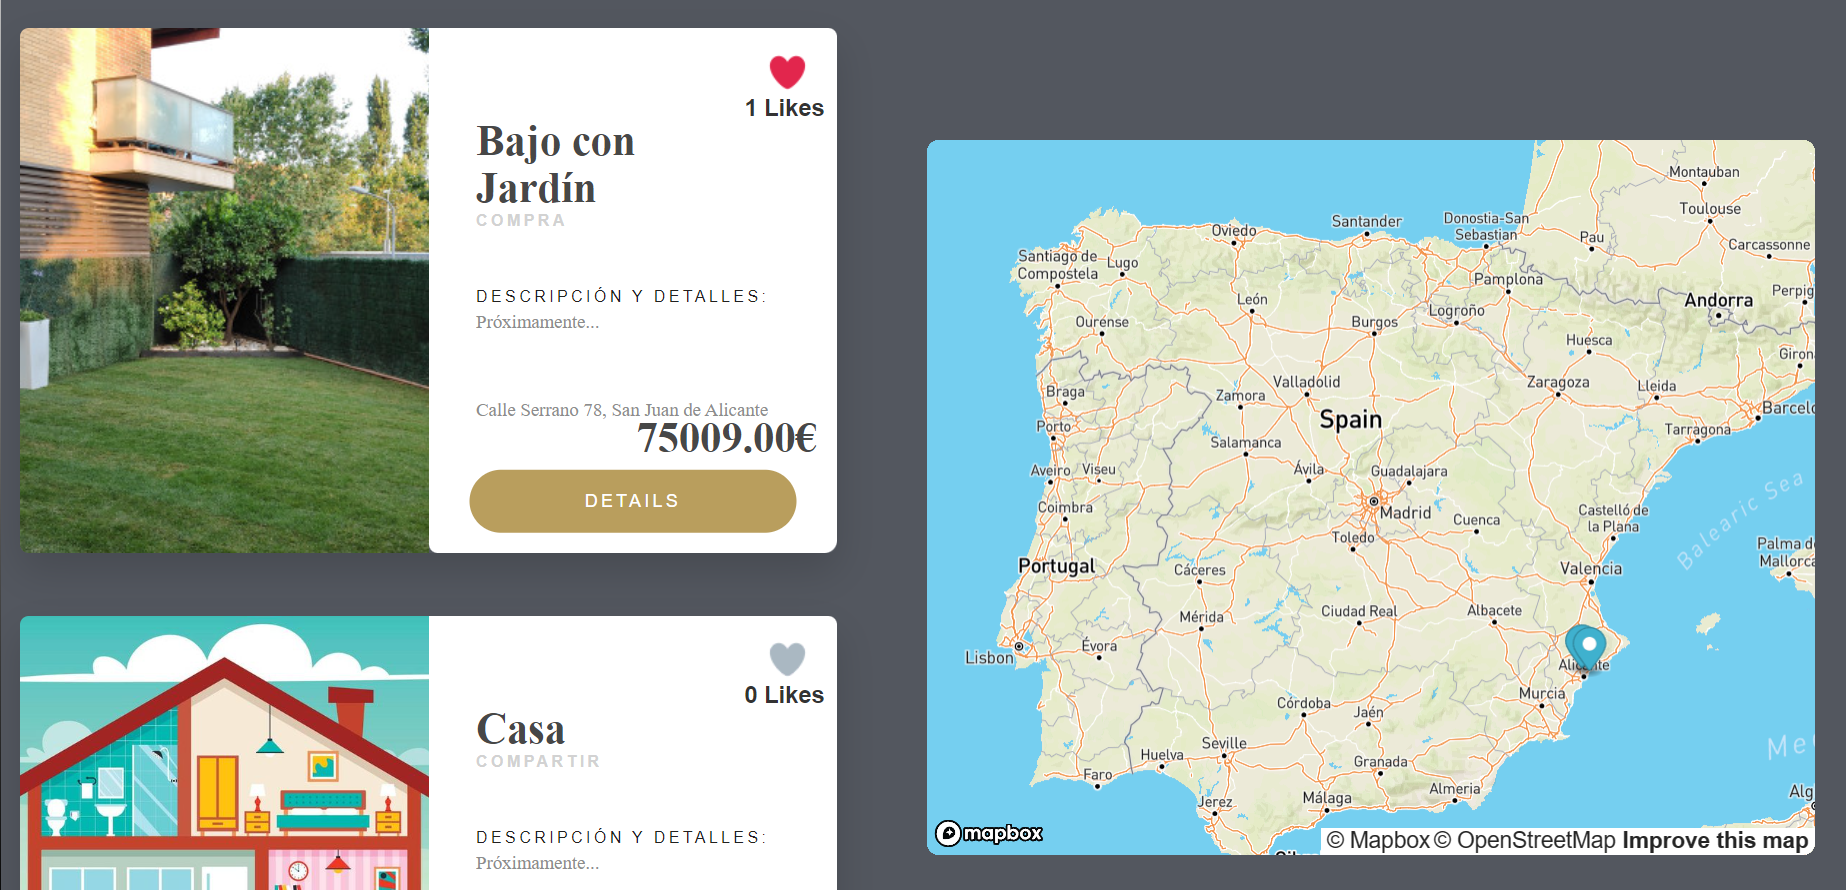 1 Likes
Bajo con
Jardín
COMPRA
DESCRIPCIÓN Y DETALLES:
Próximamente...
Calle Serrano 78, San Juan de Alicante
75009.00€
DETAILS
0 Likes
Casa
COMPARTIR
DESCRIPCIÓN Y DETALLES:
Próximamente...
Montauban
Toulouse
Carcassonne
Pau
Donostia-San
Sebastian
Santander
Oviedo
Santiago de
Compostela
Lugo
Pamplona
Andorra
Perpig
León
Logroño
Burgos
Ourense
Huesca
Giron
Valladolid
Zaragoza
Lleida
Braga
Zamora
Barcelo
Spain
Porto
Tarragona
Salamanca
Aveiro
Viseu
Ávila
Guadalajara
Balearic Sea
Coimbra
Madrid
Cuenca
Castelló de
la Plana
Toledo
Palma d
Mallorca
Portugal
Cáceres
Valencia
Mérida
Ciudad Real
Albacete
Évora
Lisbon
Alicante
Murcia
Córdoba
Jaén
Me
Seville
Huelva
Granada
Faro
Almeria
Alg
Jerez
Málaga
mapbox
© Mapbox © OpenStreetMap Improve this map